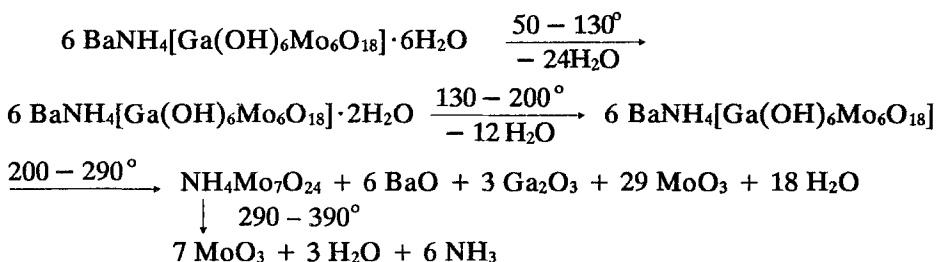 6 BaNH₄[Ga(OH)₆Mo₆O₁₈]·6H₂O 50 – 130° – 24H₂O
6 BaNH₄[Ga(OH)₆Mo₆O₁₈]·2H₂O 130 – 200° – 12 H₂O 6 BaNH₄[Ga(OH)₆Mo₆O₁₈]
200 – 290° NH₄Mo₇O₂₄ + 6 BaO + 3 Ga₂O₃ + 29 MoO₃ + 18 H₂O
↓ 290 – 390°
7 MoO₃ + 3 H₂O + 6 NH₃